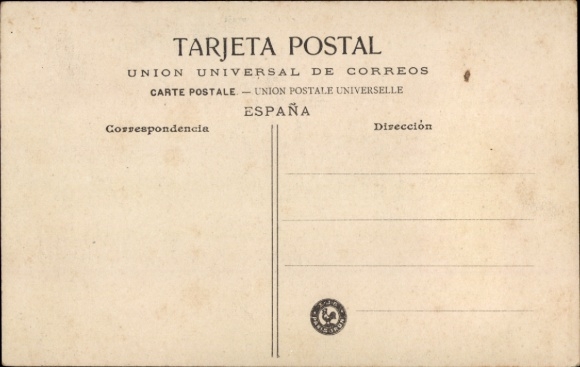 TARJETA POSTAL
UNION UNIVERSAL DE CORREOS
CARTE POSTALE. — UNION POSTALE UNIVERSELLE
ESPAÑA
Correspondencia
Dirección